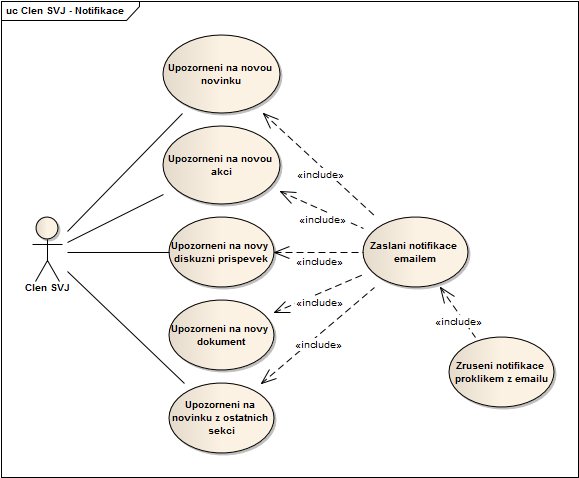 uc Clen SVJ - Notifikace
Upozorneni na novou
novinku
Upozorneni na novou
akci
«include»
«include»
Clen SVJ
Upozorneni na novy
diskuzni prispevek
«include»
Zaslani notifikace
emailem
«include»
Upozorneni na novy
dokument
«include»
«include»
Zruseni notifikace
proklikem z emailu
Upozorneni na
novinku z ostatnich
sekci